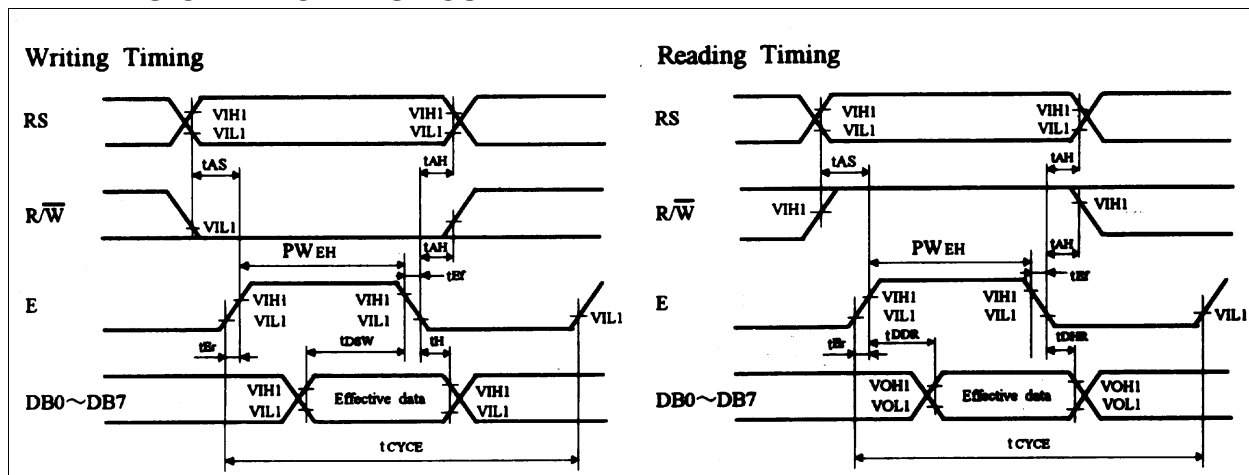 Writing Timing
RS
VIH1
VIL1
VIH1
VIL1
tAS
tAH
R/W
VIL1
tAH
PWEH
tEf
E
VIH1
VIL1
VIH1
VIL1
VIL1
tEr
tDSW
tH
DB0～DB7
VIH1
VIL1
Effective data
VIH1
VIL1
tCYCE
Reading Timing
RS
VIH1
VIL1
VIH1
VIL1
tAS
tAH
R/W
VIH1
VIH1
tAH
PWEH
tEf
E
VIH1
VIL1
VIH1
VIL1
VIL1
tEr
tDDR
tDHR
DB0～DB7
VOH1
VOL1
Effective data
VOH1
VOL1
tCYCE